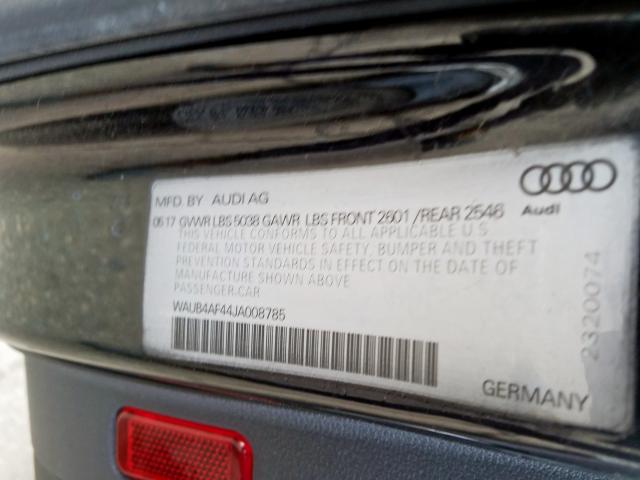 MFD. BY AUDI AG
05 17 GVWR LBS 5038 GAWR LBS FRONT 2601 /REAR 2546
THIS VEHICLE CONFORMS TO ALL APPLICABLE U S
FEDERAL MOTOR VEHICLE SAFETY, BUMPER AND THEFT
PREVENTION STANDARDS IN EFFECT ON THE DATE OF
MANUFACTURE SHOWN ABOVE
PASSENGER CAR
WAUB4AF44JA008785
Audi
2320074
GERMANY